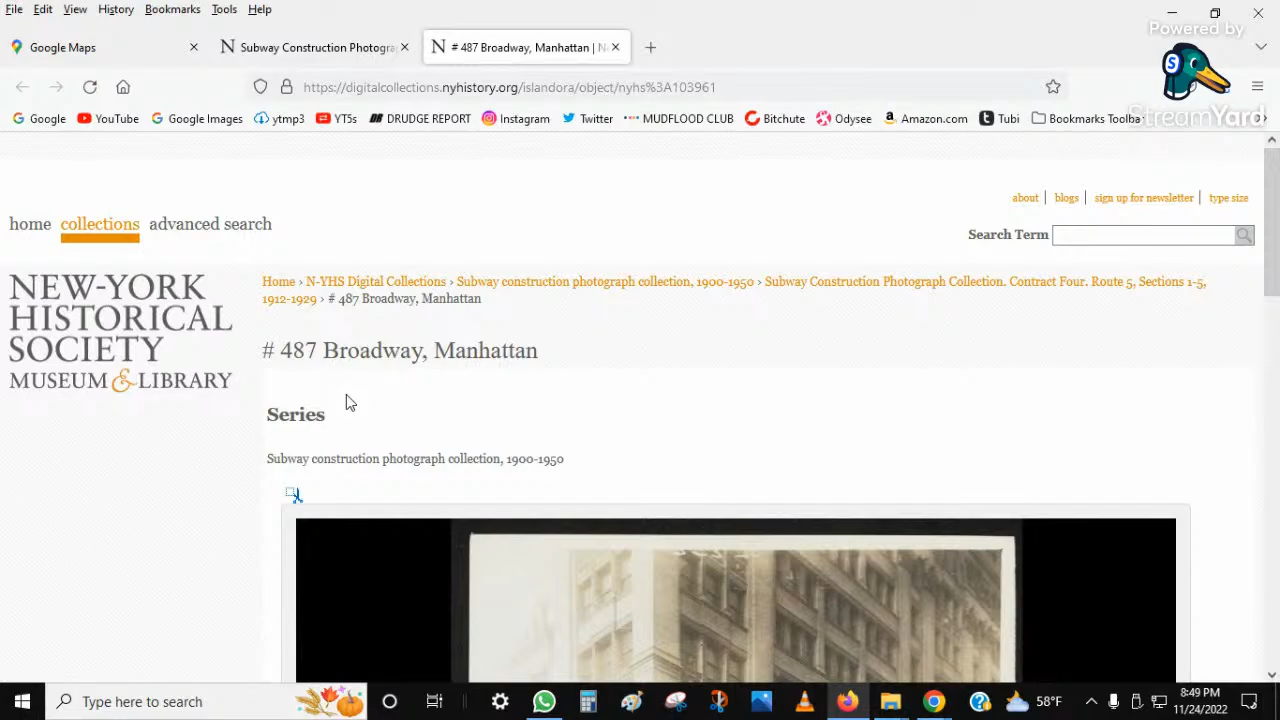 File Edit View History Bookmarks Tools Help
Powered by
Google Maps
Subway Construction Photogra
# 487 Broadway, Manhattan | N
https://digitalcollections.nyhistory.org/islandora/object/nyhs%3A103961
S
StreamYard
Google YouTube Google Images ytmp3 YT5s DRUDGE REPORT Instagram Twitter MUDFLOOD CLUB Bitchute Odysee Amazon.com Tubi Bookmarks Toolbar
about blogs sign up for newsletter type size
home collections advanced search
Search Term
NEW-YORK
HISTORICAL
SOCIETY
MUSEUM & LIBRARY
Home › N-YHS Digital Collections › Subway construction photograph collection, 1900-1950 › Subway Construction Photograph Collection. Contract Four. Route 5, Sections 1-5,
1912-1929 › # 487 Broadway, Manhattan
# 487 Broadway, Manhattan
Series
Subway construction photograph collection, 1900-1950
Type here to search
58°F
8:49 PM
11/24/2022